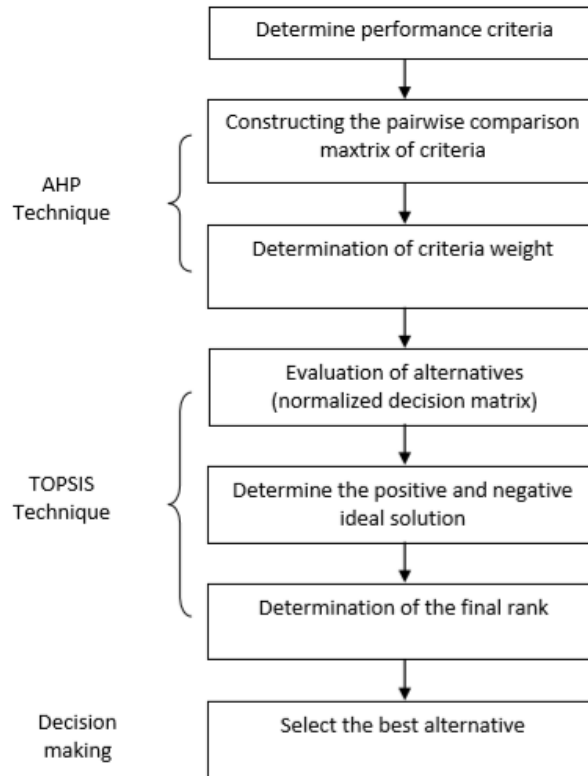 Determine performance criteria
Constructing the pairwise comparison
maxtrix of criteria
AHP
Technique
Determination of criteria weight
Evaluation of alternatives
(normalized decision matrix)
TOPSIS
Technique
Determine the positive and negative
ideal solution
Determination of the final rank
Decision
making
Select the best alternative